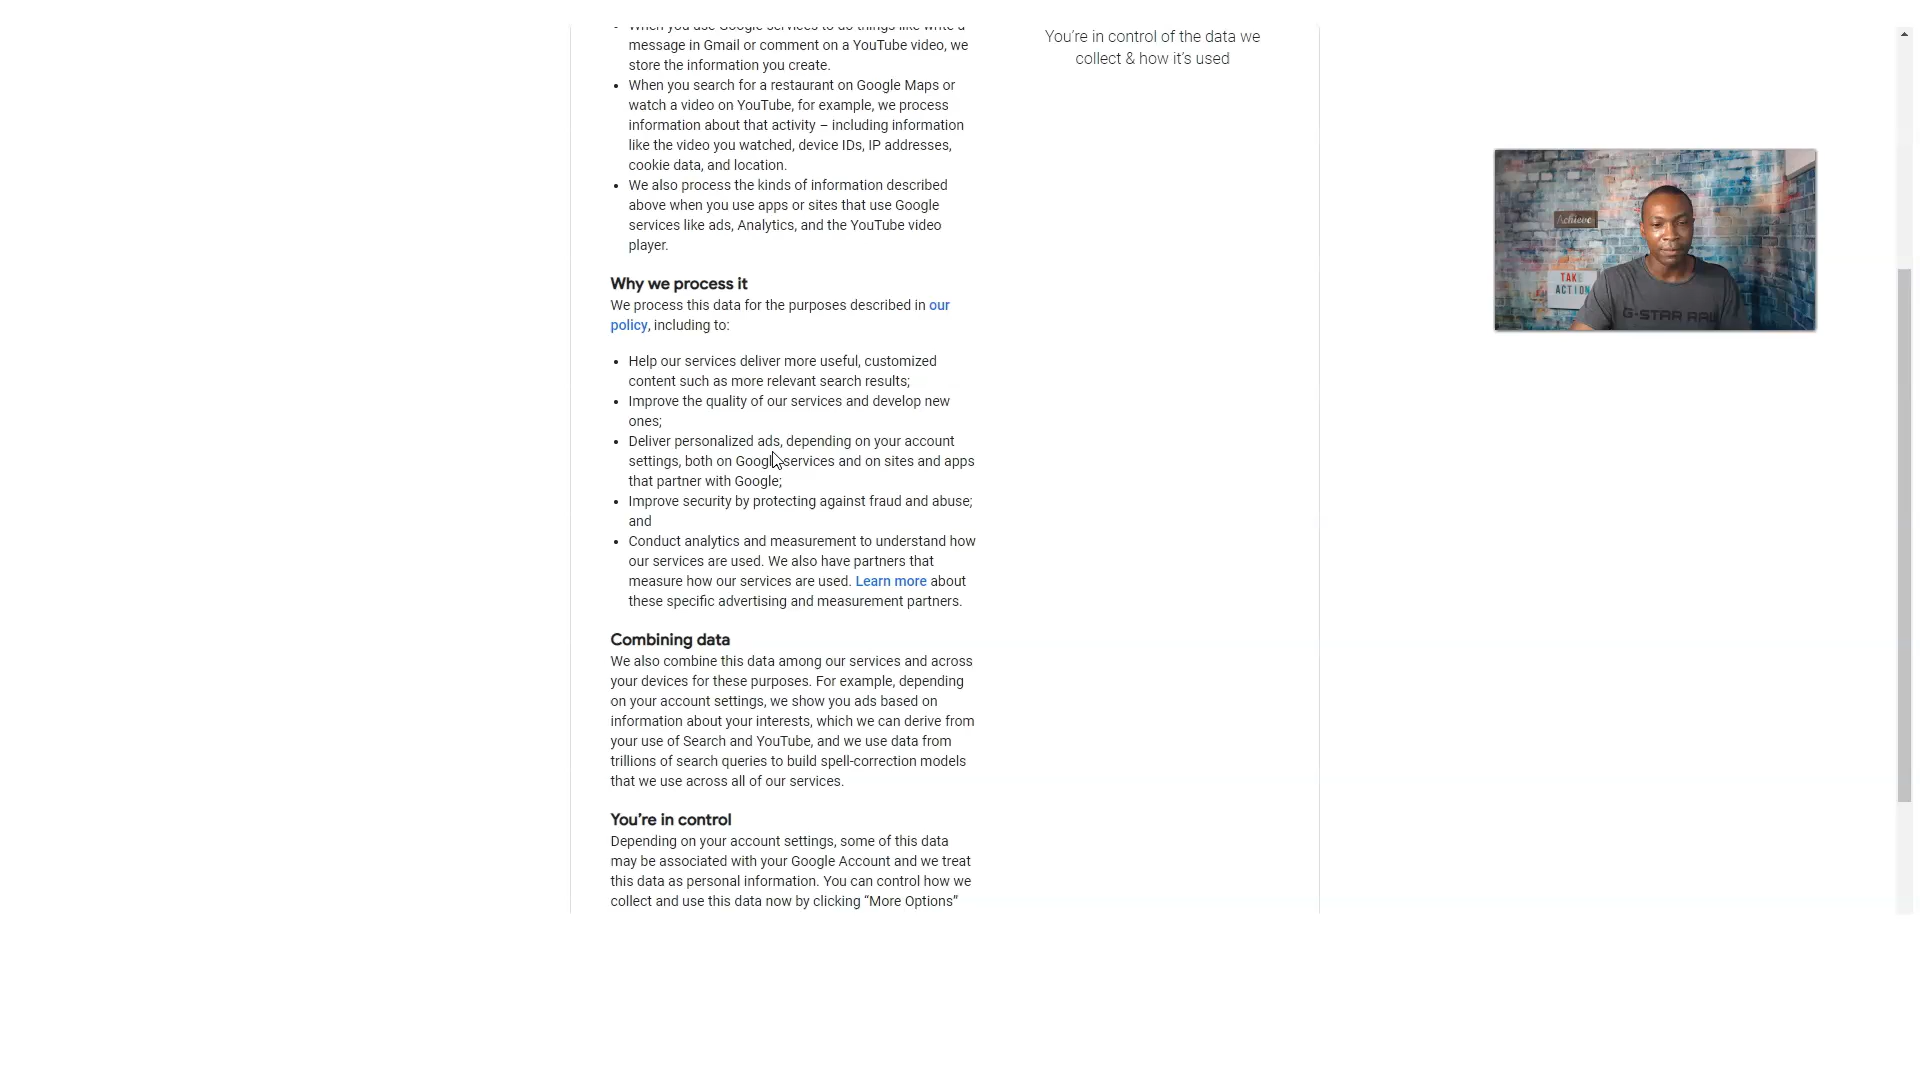 When you use Google services to do things like write a
message in Gmail or comment on a YouTube video, we
store the information you create.
When you search for a restaurant on Google Maps or
watch a video on YouTube, for example, we process
information about that activity – including information
like the video you watched, device IDs, IP addresses,
cookie data, and location.
We also process the kinds of information described
above when you use apps or sites that use Google
services like ads, Analytics, and the YouTube video
player.
Why we process it
We process this data for the purposes described in our
policy, including to:
Help our services deliver more useful, customized
content such as more relevant search results;
Improve the quality of our services and develop new
ones;
Deliver personalized ads, depending on your account
settings, both on Google services and on sites and apps
that partner with Google;
Improve security by protecting against fraud and abuse;
and
Conduct analytics and measurement to understand how
our services are used. We also have partners that
measure how our services are used. Learn more about
these specific advertising and measurement partners.
Combining data
We also combine this data among our services and across
your devices for these purposes. For example, depending
on your account settings, we show you ads based on
information about your interests, which we can derive from
your use of Search and YouTube, and we use data from
trillions of search queries to build spell-correction models
that we use across all of our services.
You’re in control
Depending on your account settings, some of this data
may be associated with your Google Account and we treat
this data as personal information. You can control how we
collect and use this data now by clicking “More Options”
You’re in control of the data we
collect & how it’s used
Achieve
TAKE
ACTION
G-STAR RAW